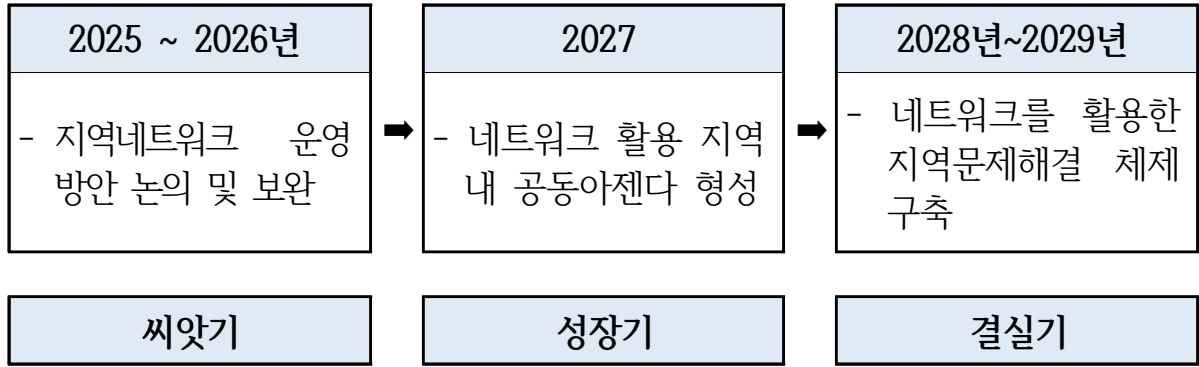 2025 ~ 2026년
- 지역네트워크 운영
방안 논의 및 보완
➡
2027
- 네트워크 활용 지역
내 공동아젠다 형성
➡
2028년~2029년
- 네트워크를 활용한
지역문제해결 체제
구축
씨앗기
성장기
결실기